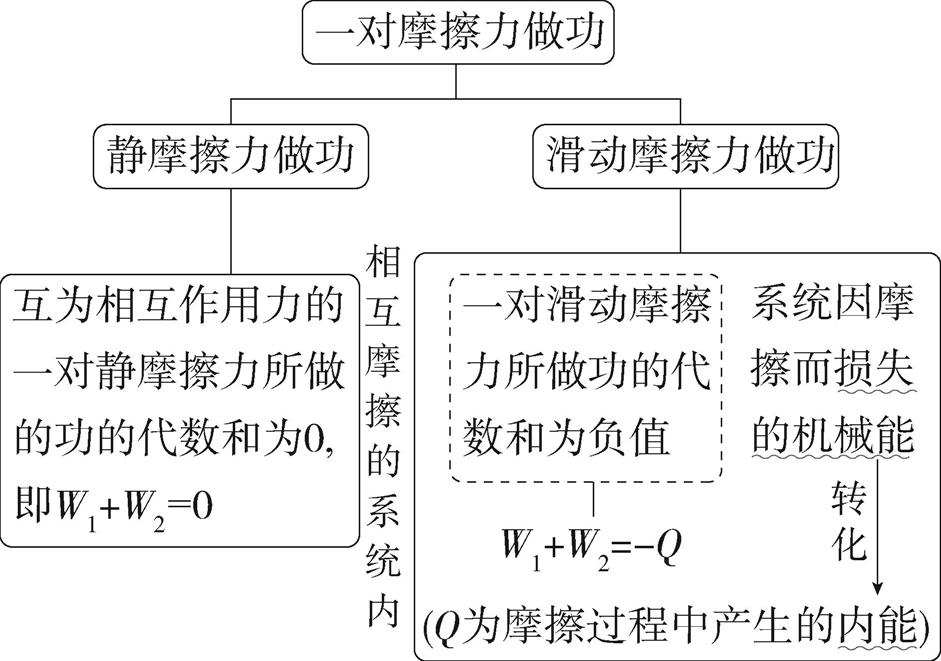 一对摩擦力做功
静摩擦力做功
滑动摩擦力做功
互为相互作用力的
一对静摩擦力所做
的功的代数和为0,
即W₁+W₂=0
相互摩擦的系统内
一对滑动摩擦
力所做功的代
数和为负值
W₁+W₂=-Q
系统因摩
擦而损失
的机械能
转化
(Q为摩擦过程中产生的内能)